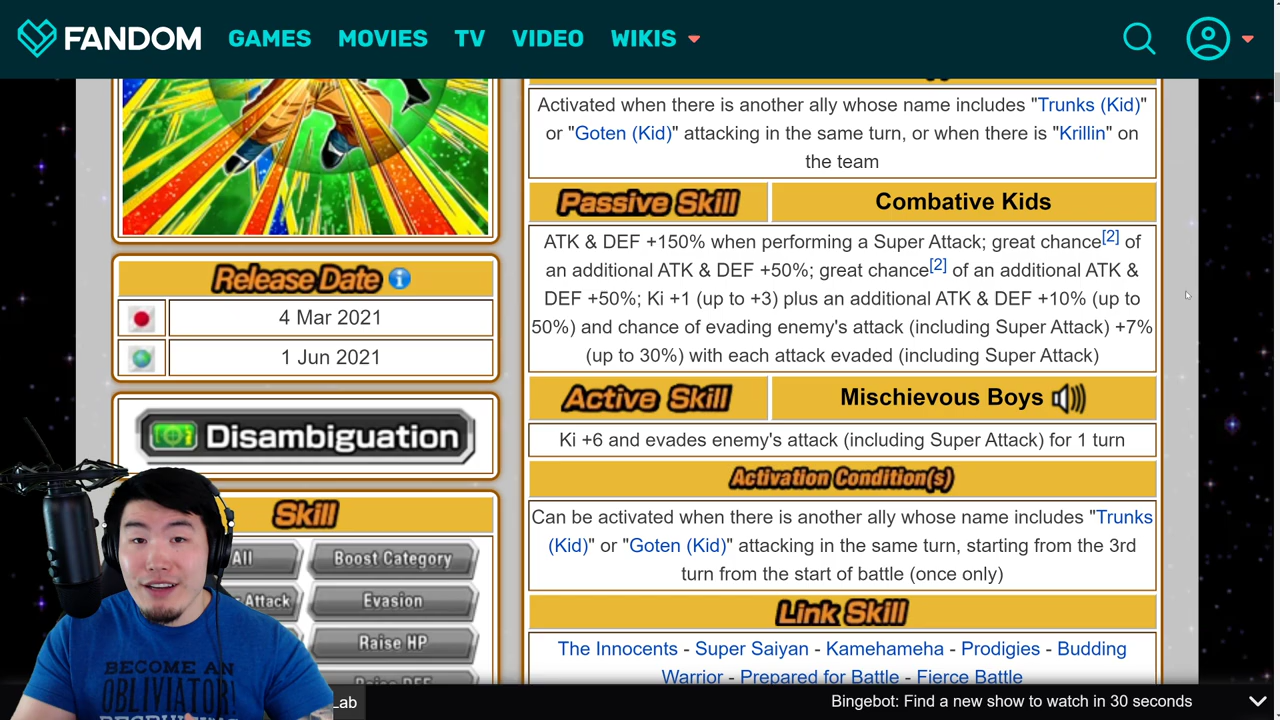 FANDOM GAMES MOVIES TV VIDEO WIKIS
Activated when there is another ally whose name includes "Trunks (Kid)"
or "Goten (Kid)" attacking in the same turn, or when there is "Krillin" on
the team
Passive Skill Combative Kids
ATK & DEF +150% when performing a Super Attack; great chance[2] of
an additional ATK & DEF +50%; great chance[2] of an additional ATK &
DEF +50%; Ki +1 (up to +3) plus an additional ATK & DEF +10% (up to
50%) and chance of evading enemy's attack (including Super Attack) +7%
(up to 30%) with each attack evaded (including Super Attack)
Active Skill Mischievous Boys
Ki +6 and evades enemy's attack (including Super Attack) for 1 turn
Activation Condition(s)
Can be activated when there is another ally whose name includes "Trunks
(Kid)" or "Goten (Kid)" attacking in the same turn, starting from the 3rd
turn from the start of battle (once only)
Link Skill
The Innocents - Super Saiyan - Kamehameha - Prodigies - Budding
Warrior - Prepared for Battle - Fierce Battle
Release Date i
4 Mar 2021
1 Jun 2021
Disambiguation
Skill
All Boost Category
Attack Evasion
Raise HP
Raise DEF
BECOME AN
OBLIVIATOR!
Lab
Bingebot: Find a new show to watch in 30 seconds